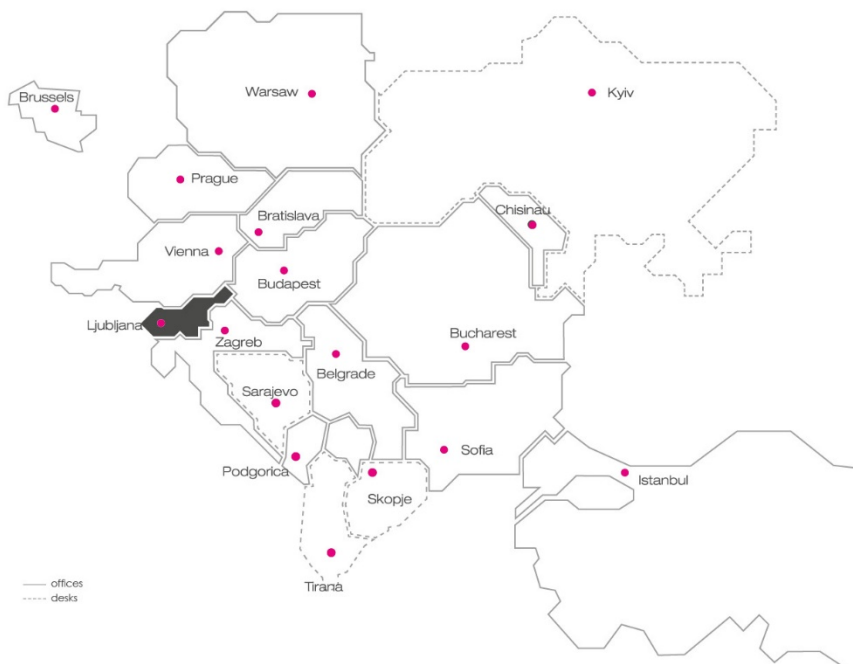 Warsaw
Kyiv
Brussels
Prague
Chisinau
Bratislava
Vienna
Budapest
Ljubljana
Zagreb
Bucharest
Belgrade
Sarajevo
Sofia
Podgorica
Istanbul
Skopje
Tirana
offices
desks